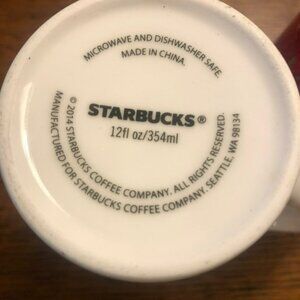 MICROWAVE AND DISHWASHER SAFE.
MADE IN CHINA.
STARBUCKS®
12fl oz/354ml
© 2014 STARBUCKS COFFEE COMPANY. ALL RIGHTS RESERVED.
MANUFACTURED FOR STARBUCKS COFFEE COMPANY. SEATTLE, WA 98134